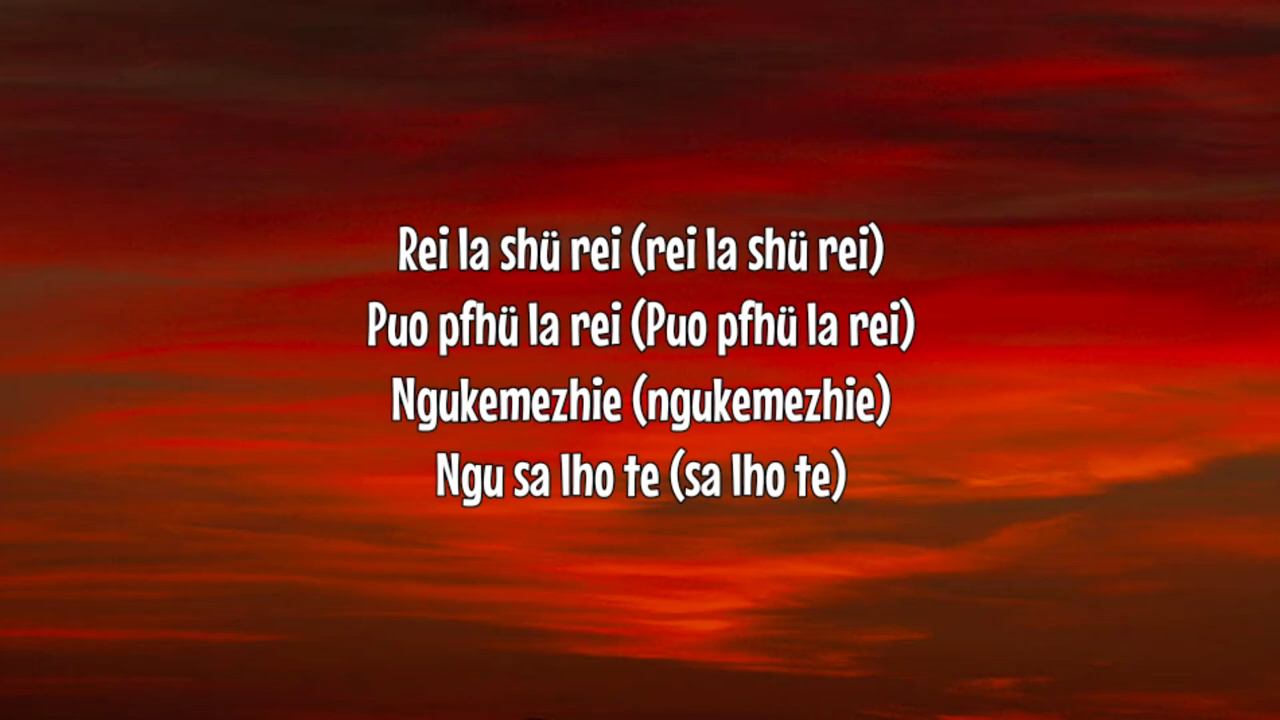 Rei la shü rei (rei la shü rei)
Puo pfhü la rei (Puo pfhü la rei)
Ngukemezhie (ngukemezhie)
Ngu sa lho te (sa lho te)